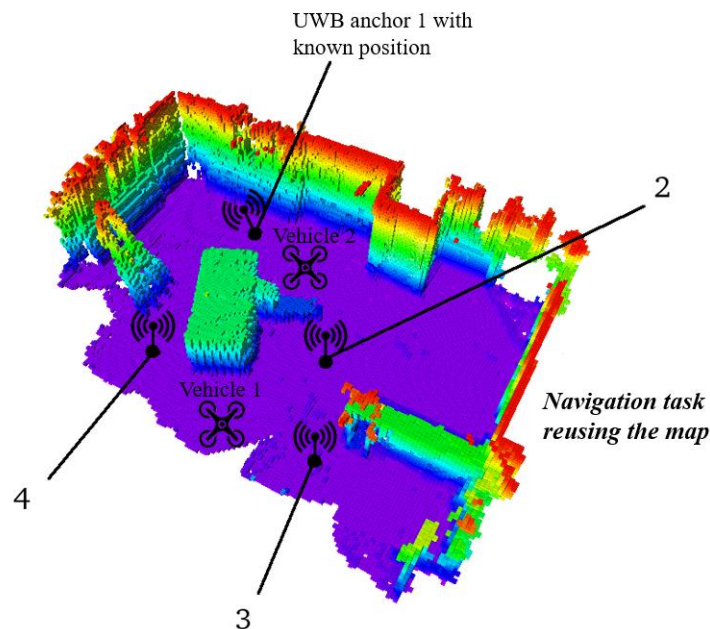 UWB anchor 1 with
known position
2
Vehicle 2
Vehicle 1
Navigation task
reusing the map
4
3